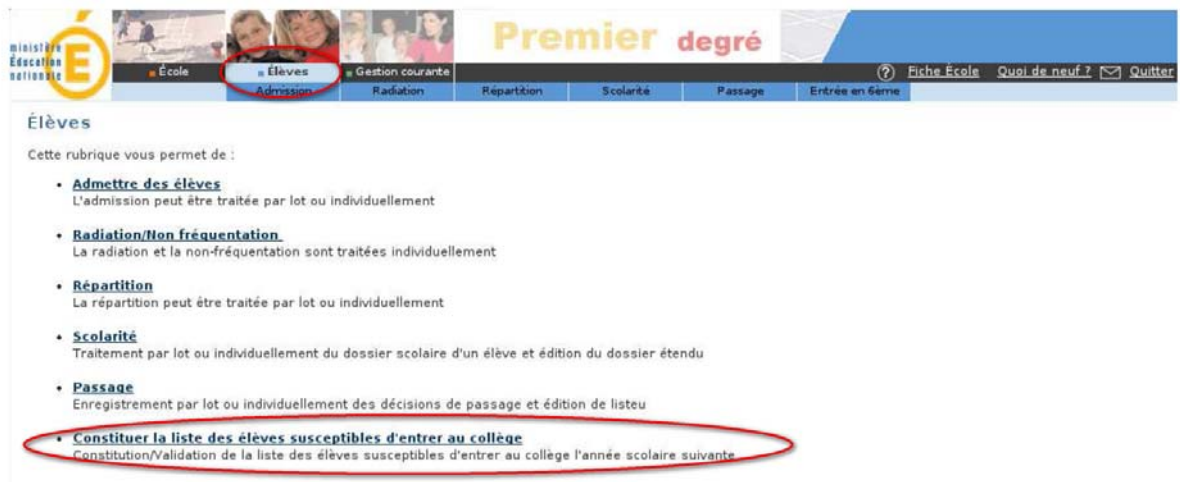 ministère
Éducation
nationale
É
Premier degré
École Élèves Gestion courante ? Fiche École Quoi de neuf ? Quitter
Admission Radiation Répartition Scolarité Passage Entrée en 6ème
Élèves
Cette rubrique vous permet de :
• Admettre des élèves
L'admission peut être traitée par lot ou individuellement
• Radiation/Non fréquentation
La radiation et la non-fréquentation sont traitées individuellement
• Répartition
La répartition peut être traitée par lot ou individuellement
• Scolarité
Traitement par lot ou individuellement du dossier scolaire d'un élève et édition du dossier étendu
• Passage
Enregistrement par lot ou individuellement des décisions de passage et édition de listeu
• Constituer la liste des élèves susceptibles d'entrer au collège
Constitution/Validation de la liste des élèves susceptibles d'entrer au collège l'année scolaire suivante